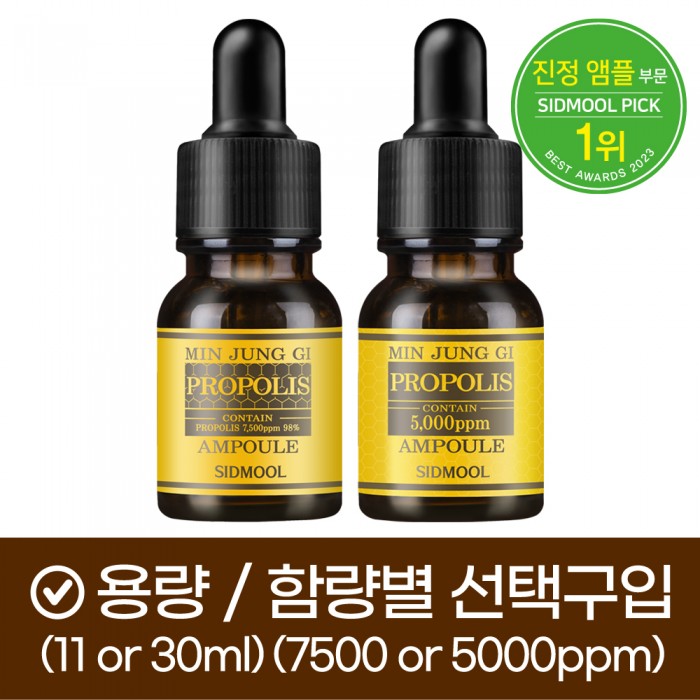 진정 앰플 부문
SIDMOOL PICK
1위
BEST AWARDS 2023
MIN JUNG GI
PROPOLIS
CONTAIN
PROPOLIS 7,500ppm 98%
AMPOULE
SIDMOOL
MIN JUNG GI
PROPOLIS
CONTAIN
5,000ppm
AMPOULE
SIDMOOL
용량 / 함량별 선택구입
(11 or 30ml) (7500 or 5000ppm)